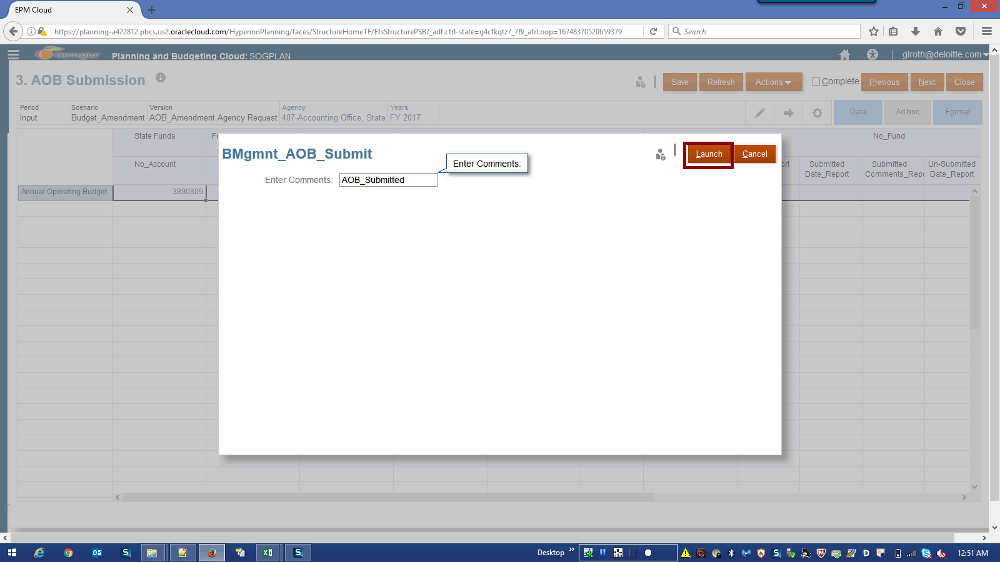 EPM Cloud
https://planning-a422812.pbcs.us2.oraclecloud.com/HyperionPlanning/faces/StructureHomeTF/EfsStructurePSB?_adf.ctrl-state=g4cfkqtz7_7&_afrLoop=16748370520659379
Search
Georgia
Planning and Budgeting Cloud: SOGPLAN
glroth@deloitte.com
3. AOB Submission
Save
Refresh
Actions
Complete
Previous
Next
Close
Period
Scenario
Version
Agency
Years
Input
Budget_Amendment
AOB_Amendment Agency Request
407-Accounting Office, State
FY 2017
Data
Ad hoc
Format
State Funds
Fe
No_Fund
No_Account
ort
Submitted
Date_Report
Submitted
Comments_Repo
Un-Submitted
Date_Report
Annual Operating Budget
3890809
BMgmnt_AOB_Submit
Launch
Cancel
Enter Comments:
Enter Comments:
AOB_Submitted
Desktop
12:51 AM